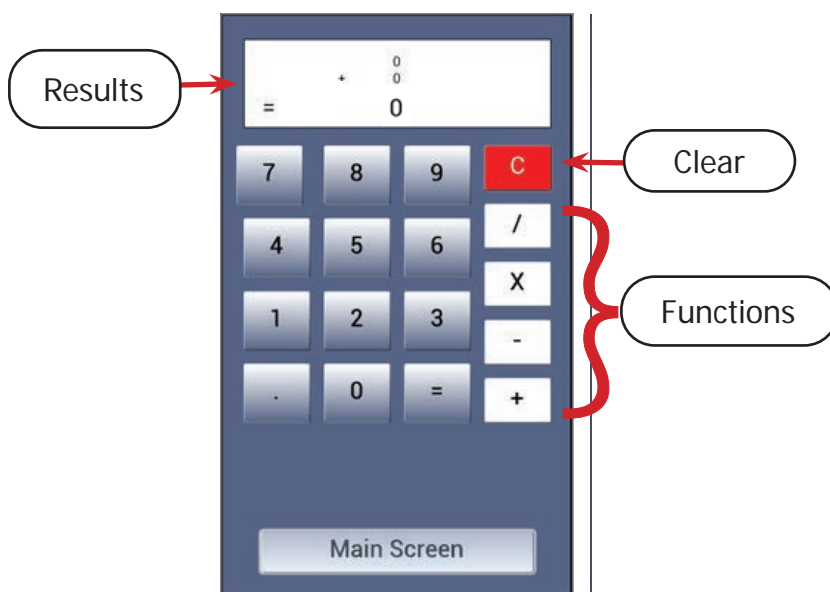 0
+ 0
= 0
Results
7 8 9 C
Clear
/
4 5 6
X
Functions
1 2 3
-
. 0 = +
Main Screen